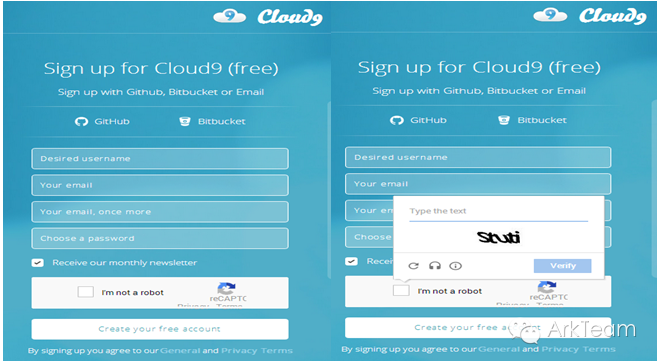 Cloud9
Sign up for Cloud9 (free)
Sign up with Github, Bitbucket or Email
GitHub Bitbucket
Desired username
Your email
Your email, once more
Choose a password
Receive our monthly newsletter
I'm not a robot
reCAPTC
Privacy Terms
Create your free account
By signing up you agree to our General and Privacy Terms
Cloud9
Sign up for Cloud9 (free)
Sign up with Github, Bitbucket or Email
GitHub Bitbucket
Desired username
Your email
Your em
Type the text
Stuti
Choose
Verify
Recei
I'm not a robot
reCAPTC
Privacy Terms
Create your free account
ArkTeam
By signing up you agree to our General and Privacy Terms